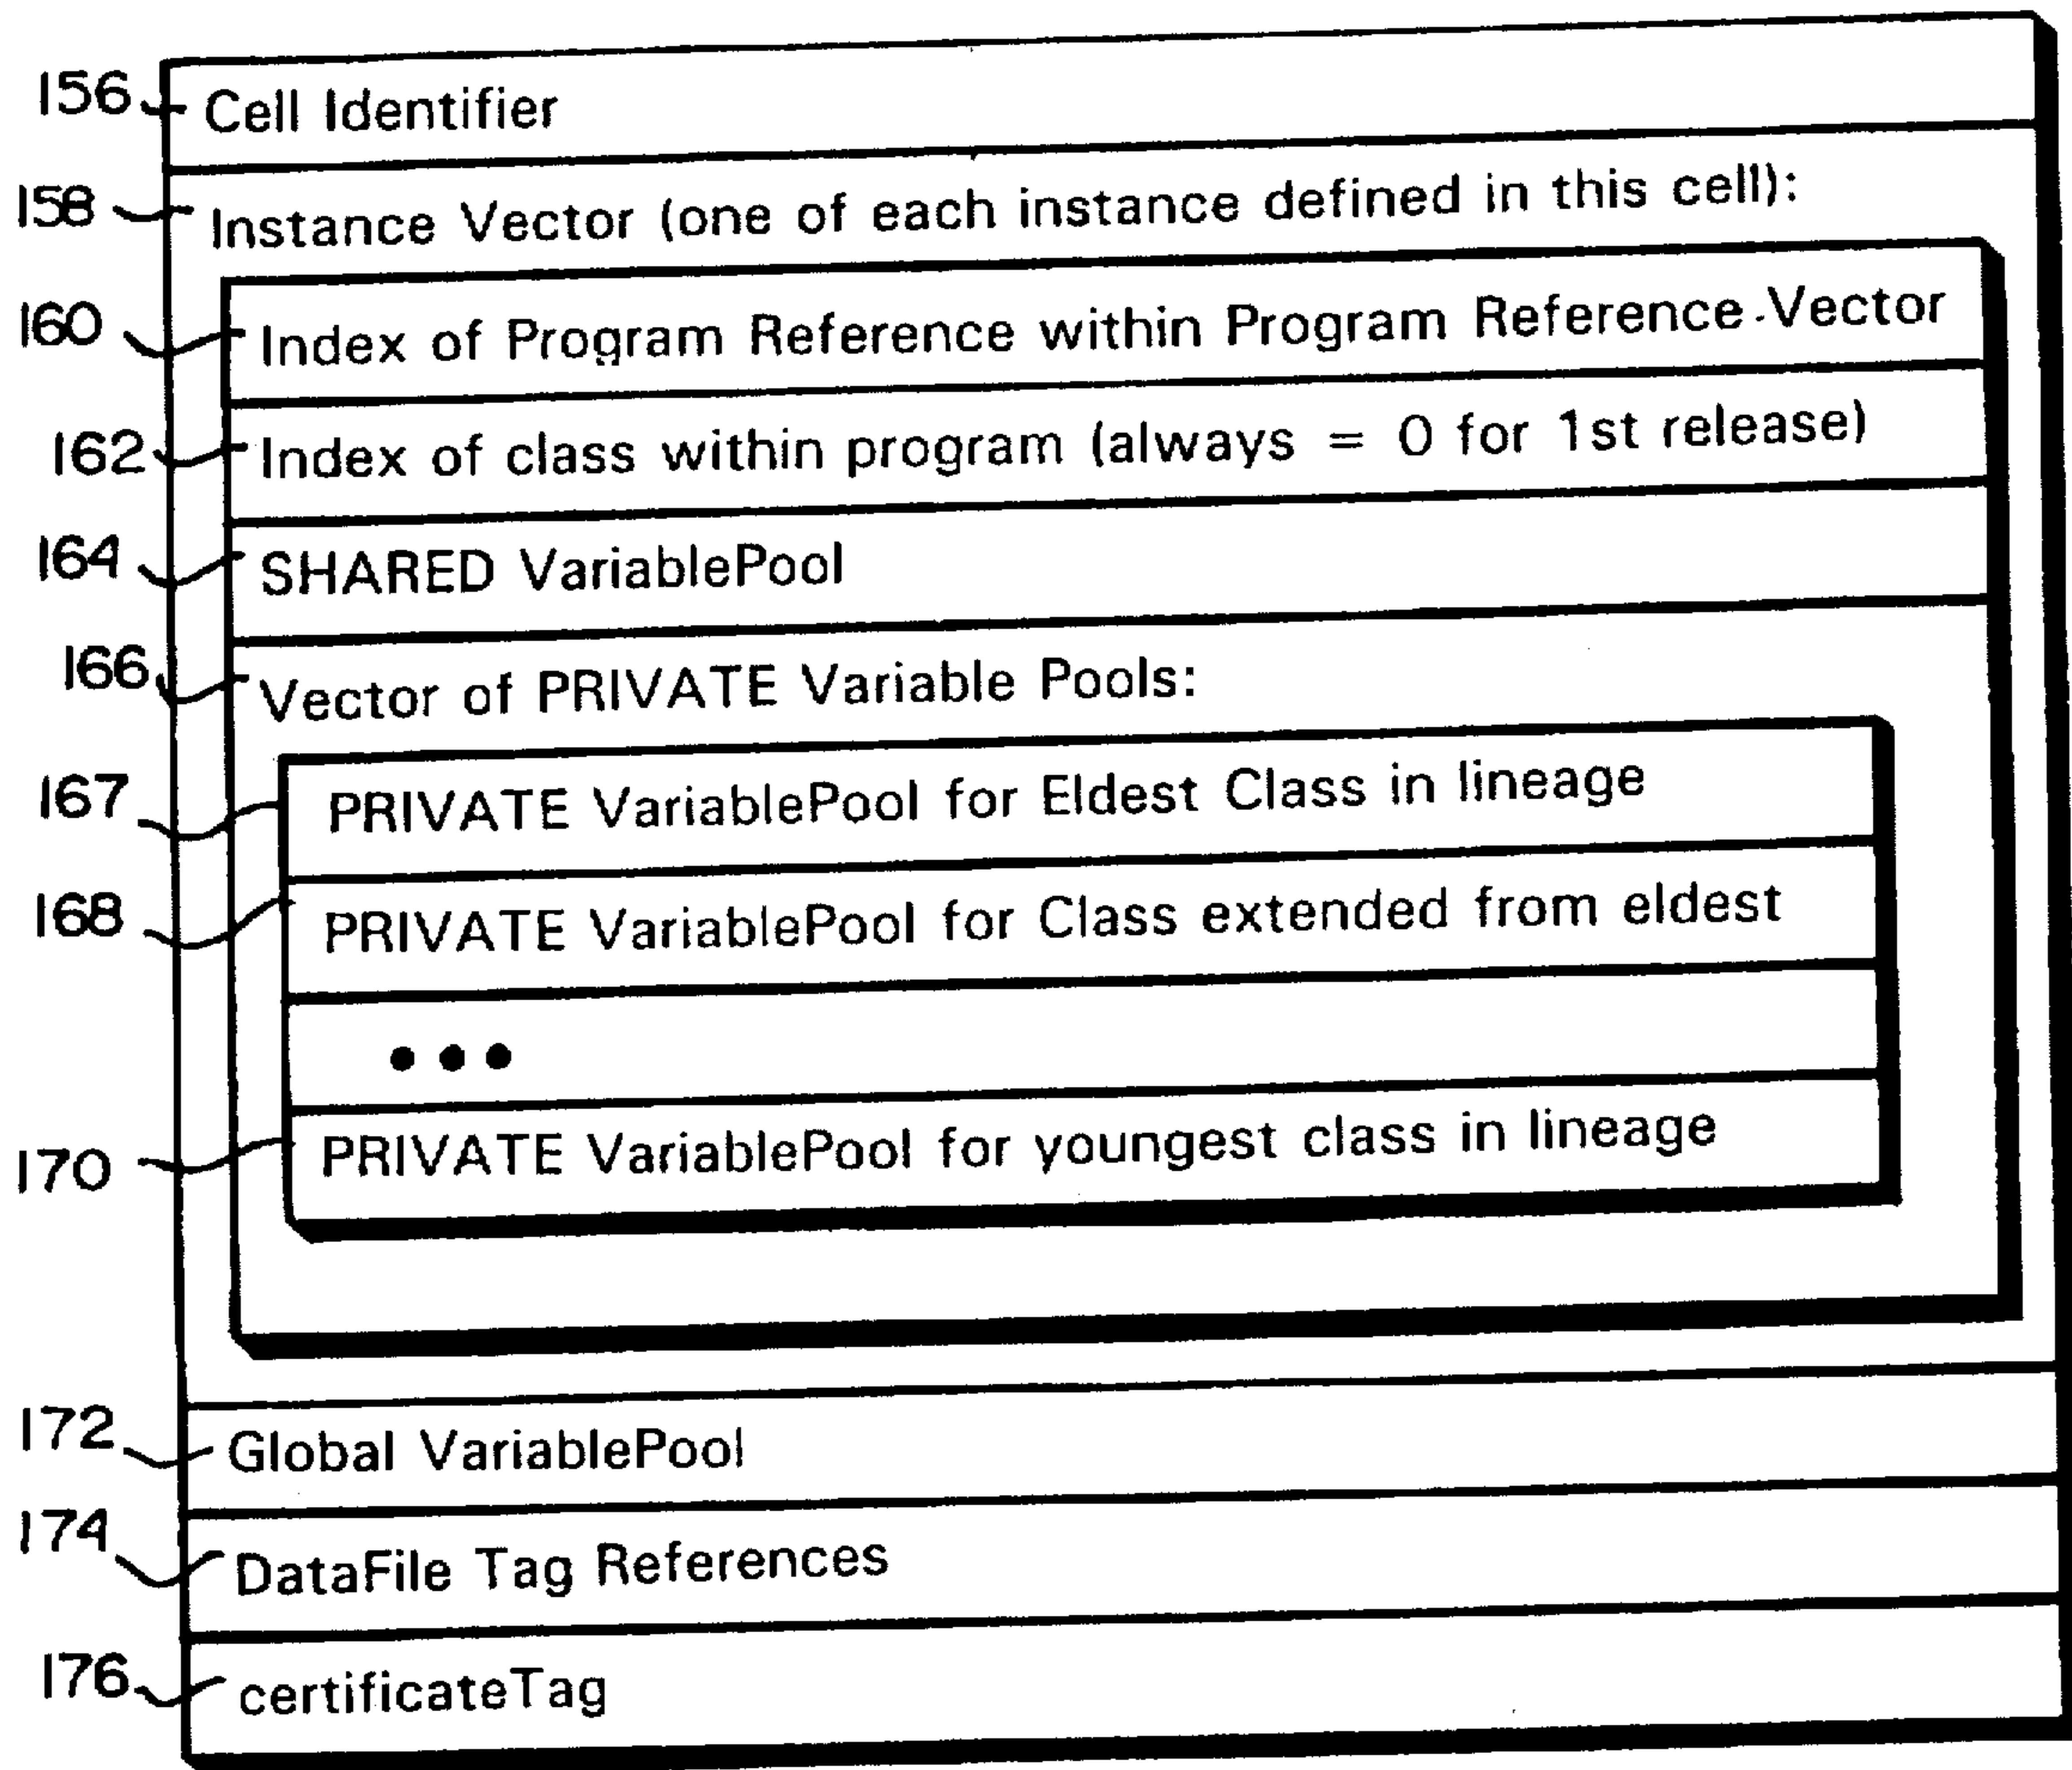 156 Cell Identifier
158 Instance Vector (one of each instance defined in this cell):
160 Index of Program Reference within Program Reference Vector
162 Index of class within program (always = 0 for 1st release)
164 SHARED VariablePool
166 Vector of PRIVATE Variable Pools:
167 PRIVATE VariablePool for Eldest Class in lineage
168 PRIVATE VariablePool for Class extended from eldest
•••
170 PRIVATE VariablePool for youngest class in lineage
172 Global VariablePool
174 DataFile Tag References
176 certificateTag